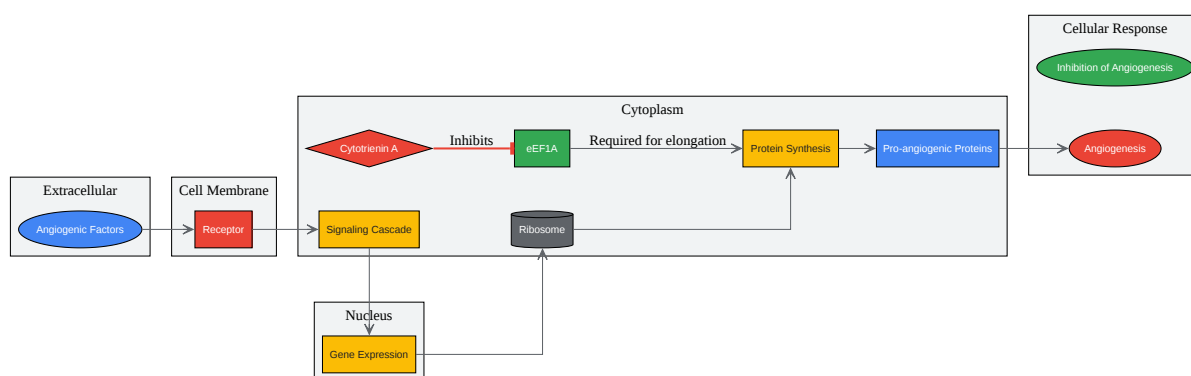 Cellular Response
Inhibition of Angiogenesis
Cytoplasm
Cytotrienin A
Inhibits
eEF1A
Required for elongation
Protein Synthesis
Pro-angiogenic Proteins
Angiogenesis
Extracellular
Cell Membrane
Angiogenic Factors
Receptor
Signaling Cascade
Ribosome
Nucleus
Gene Expression